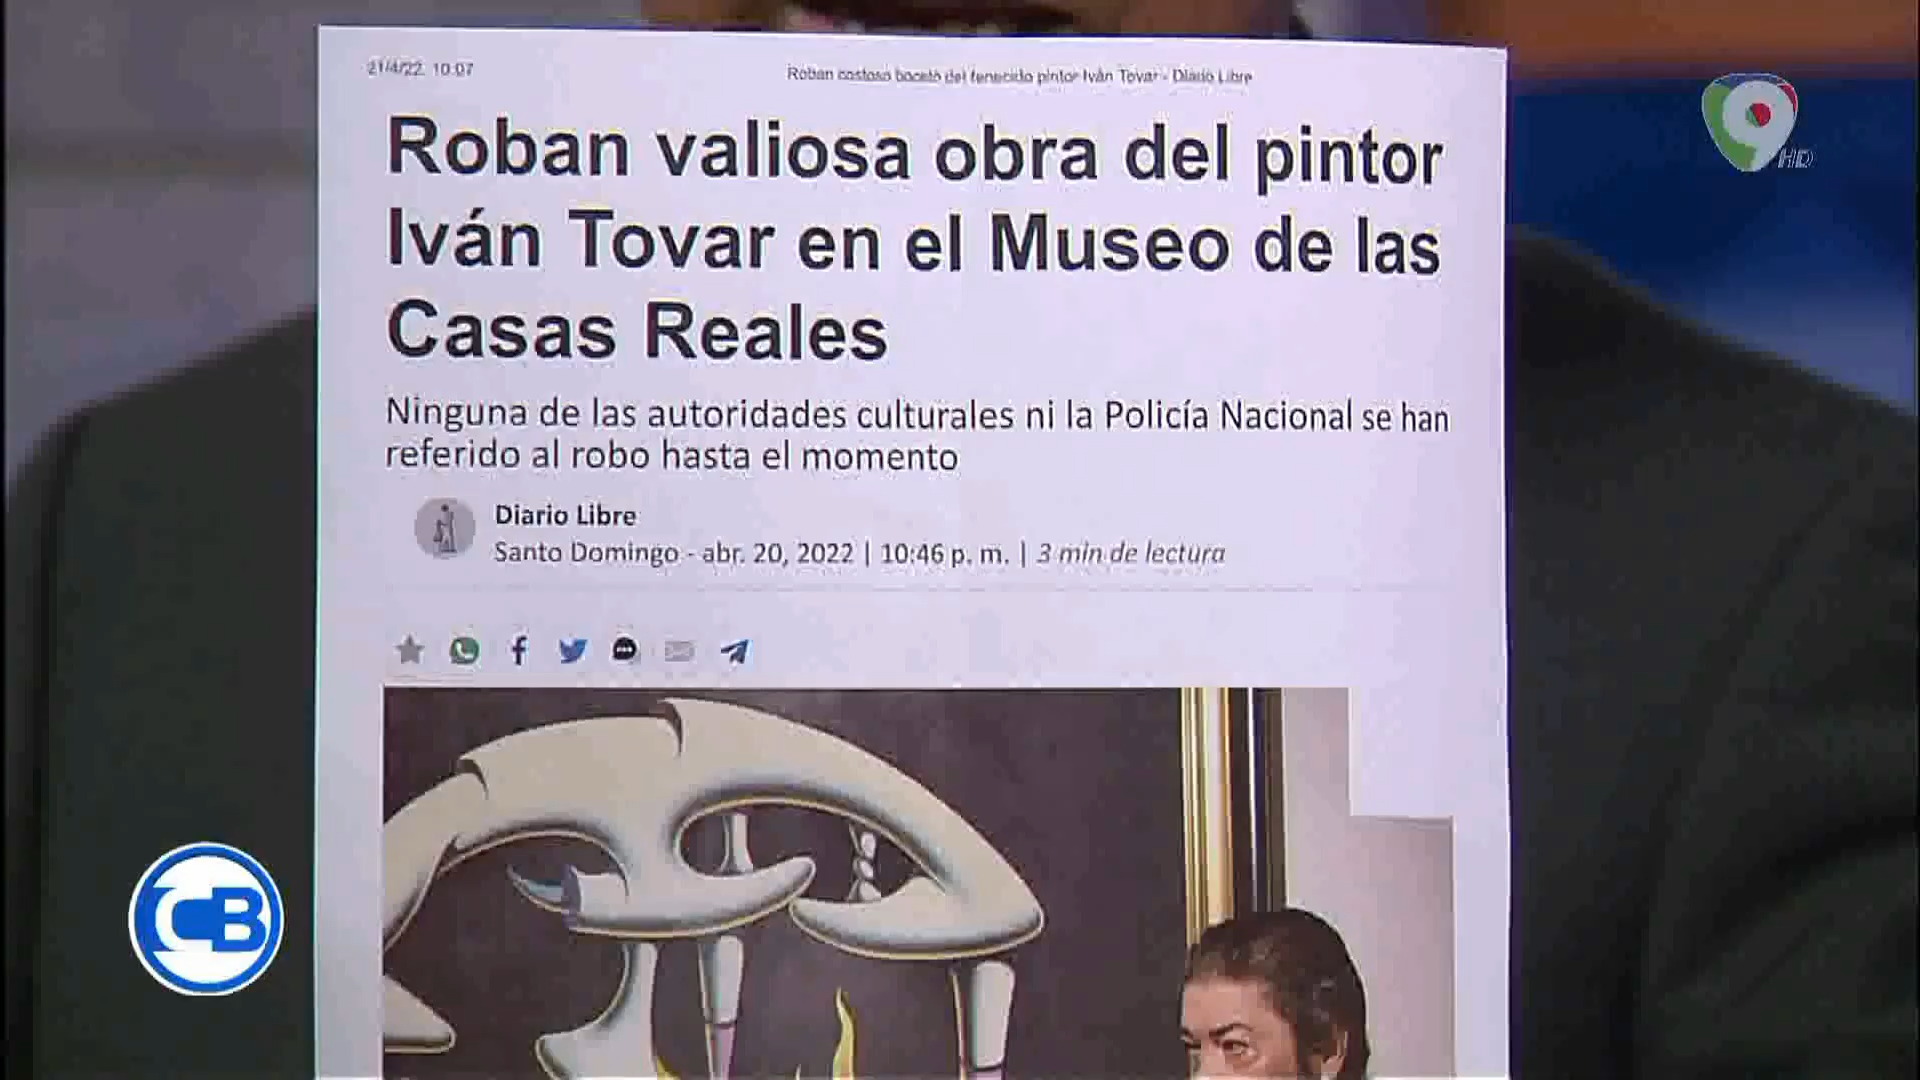 21/4/22, 10:07
Roban costoso boceto del fenecido pintor Iván Tovar - Diario Libre
Roban valiosa obra del pintor
Iván Tovar en el Museo de las
Casas Reales
Ninguna de las autoridades culturales ni la Policía Nacional se han
referido al robo hasta el momento
Diario Libre
Santo Domingo - abr. 20, 2022 | 10:46 p. m. | 3 min de lectura
9 HD
CB